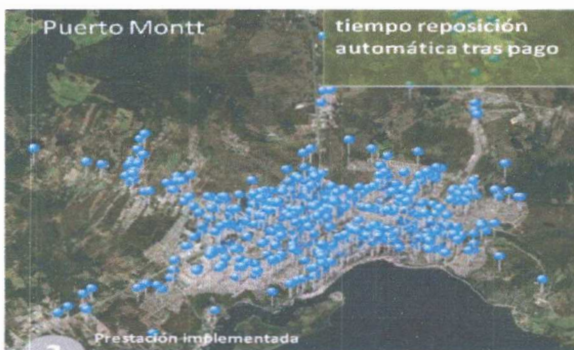 Puerto Montt
tiempo reposición
automática tras pago
Prestación implementada